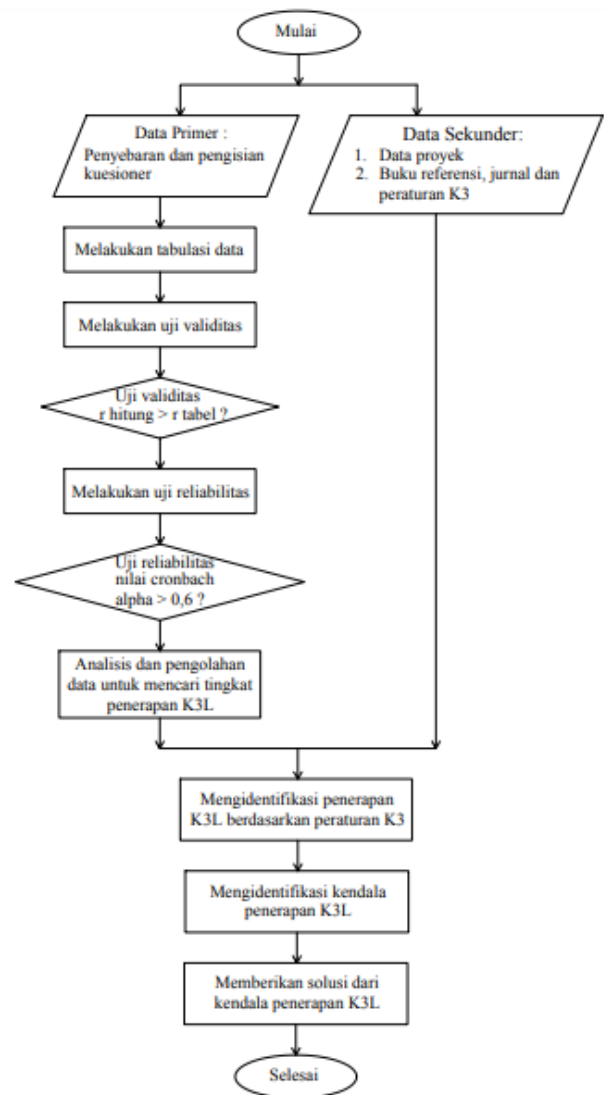 Mulai
Data Primer :
Penyebaran dan pengisian
kuesioner
Data Sekunder:
1. Data proyek
2. Buku referensi, jurnal dan
peraturan K3
Melakukan tabulasi data
Melakukan uji validitas
Uji validitas
r hitung > r tabel ?
Melakukan uji reliabilitas
Uji reliabilitas
nilai cronbach
alpha > 0,6 ?
Analisis dan pengolahan
data untuk mencari tingkat
penerapan K3L
Mengidentifikasi penerapan
K3L berdasarkan peraturan K3
Mengidentifikasi kendala
penerapan K3L
Memberikan solusi dari
kendala penerapan K3L
Selesai